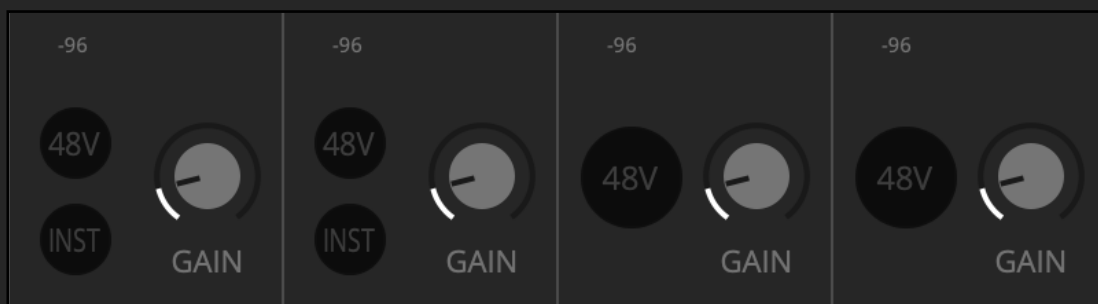 -96 -96 -96 -96
48V 48V
48V 48V
INST INST
GAIN GAIN GAIN GAIN